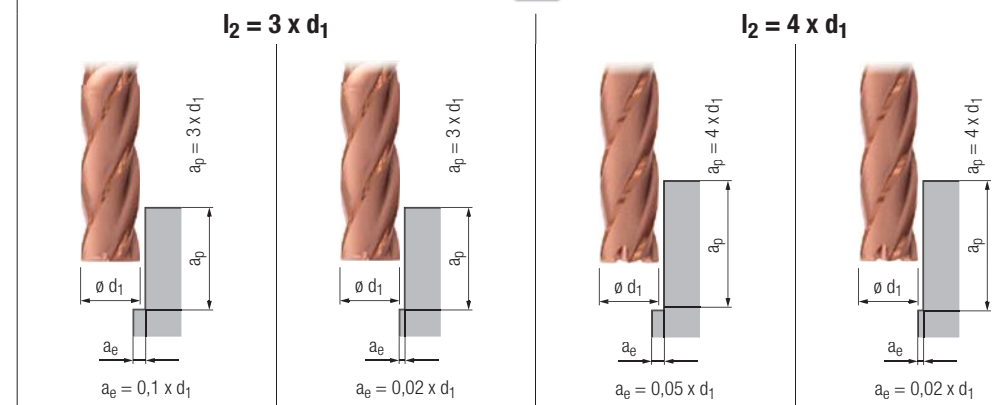 l₂ = 3 x d₁
l₂ = 4 x d₁
aₚ = 3 x d₁
aₚ
ø d₁
aₑ
aₑ = 0,1 x d₁
aₚ = 3 x d₁
aₚ
ø d₁
aₑ
aₑ = 0,02 x d₁
aₚ = 4 x d₁
aₚ
ø d₁
aₑ
aₑ = 0,05 x d₁
aₚ = 4 x d₁
aₚ
ø d₁
aₑ
aₑ = 0,02 x d₁